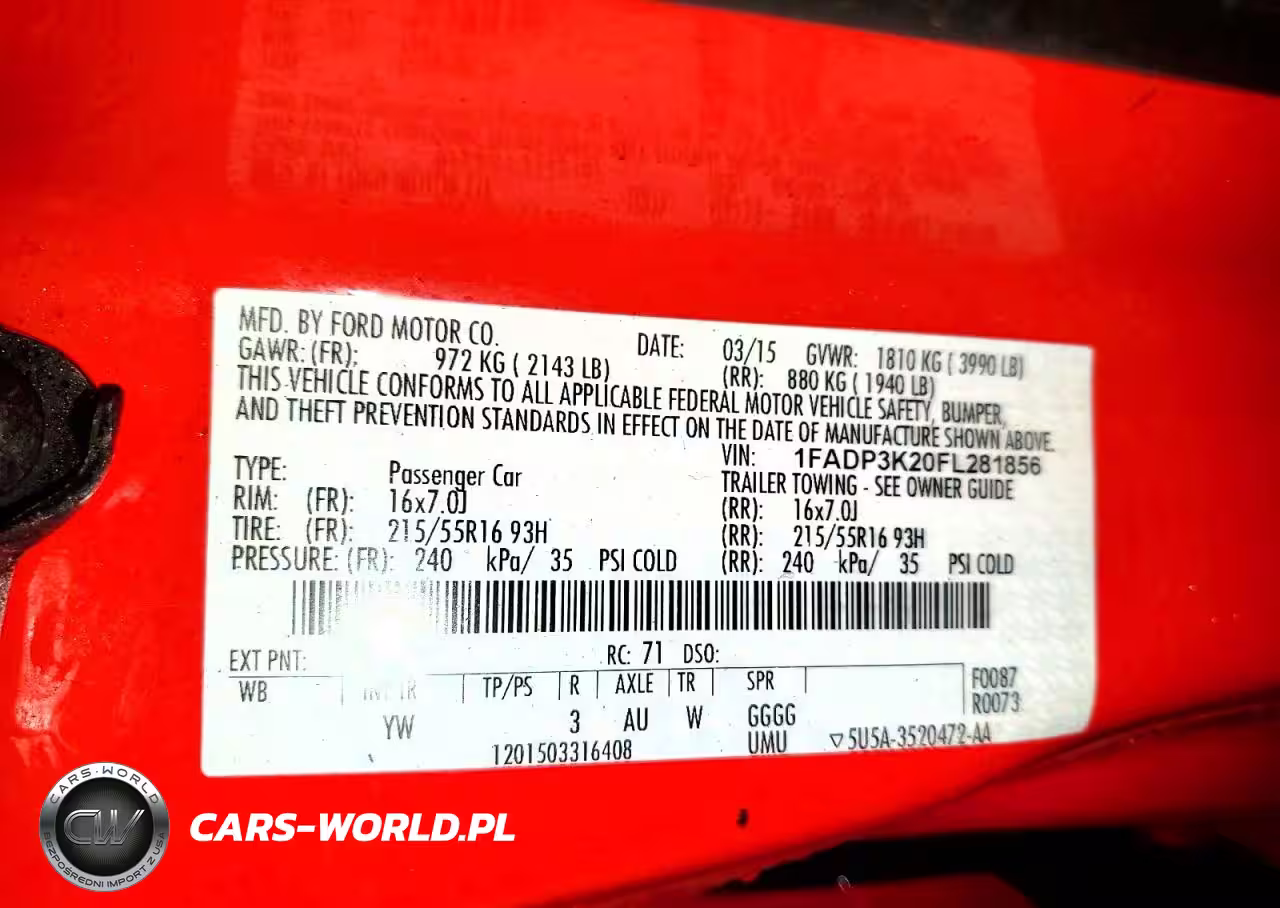 MFD. BY FORD MOTOR CO. DATE: 03/15 GVWR: 1810 KG ( 3990 LB)
GAWR: (FR): 972 KG ( 2143 LB) (RR): 880 KG ( 1940 LB)
THIS VEHICLE CONFORMS TO ALL APPLICABLE FEDERAL MOTOR VEHICLE SAFETY, BUMPER,
AND THEFT PREVENTION STANDARDS IN EFFECT ON THE DATE OF MANUFACTURE SHOWN ABOVE.
VIN: 1FADP3K20FL281856
TYPE: Passenger Car TRAILER TOWING - SEE OWNER GUIDE
RIM: (FR): 16x7.0J (RR): 16x7.0J
TIRE: (FR): 215/55R16 93H (RR): 215/55R16 93H
PRESSURE: (FR): 240 kPa/ 35 PSI COLD (RR): 240 kPa/ 35 PSI COLD
EXT PNT: RC: 71 DSO:
WB TP/PS R AXLE TR SPR F0087
R0073
YW 3 AU W GGGG
1201503316408 UMU ▽5U5A-3520472-AA
CARS-WORLD
CW
BEZPOŚREDNI IMPORT Z USA
CARS-WORLD.PL